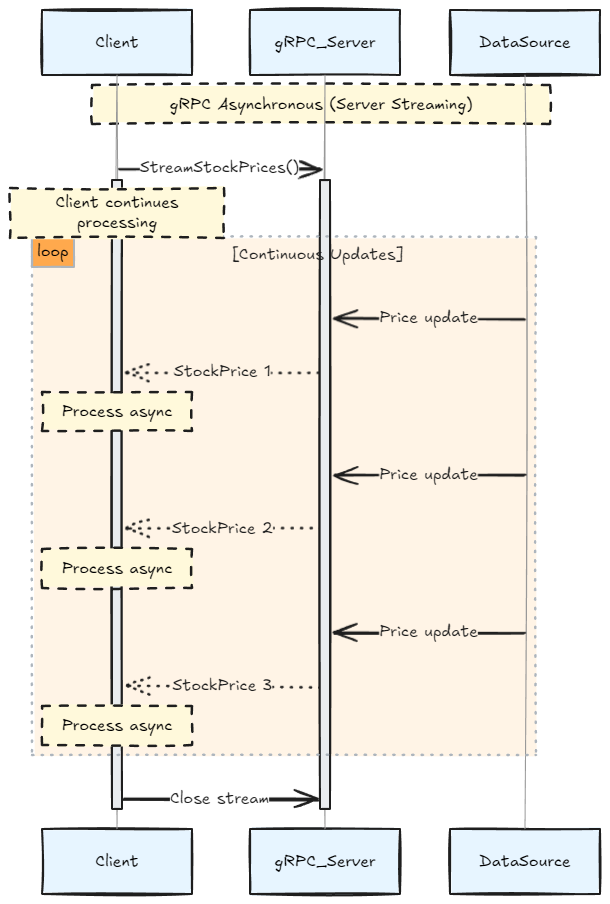 Client
gRPC_Server
DataSource
gRPC Asynchronous (Server Streaming)
StreamStockPrices()
Client continues
processing
loop
[Continuous Updates]
Price update
StockPrice 1
Process async
Price update
StockPrice 2
Process async
Price update
StockPrice 3
Process async
Close stream
Client
gRPC_Server
DataSource